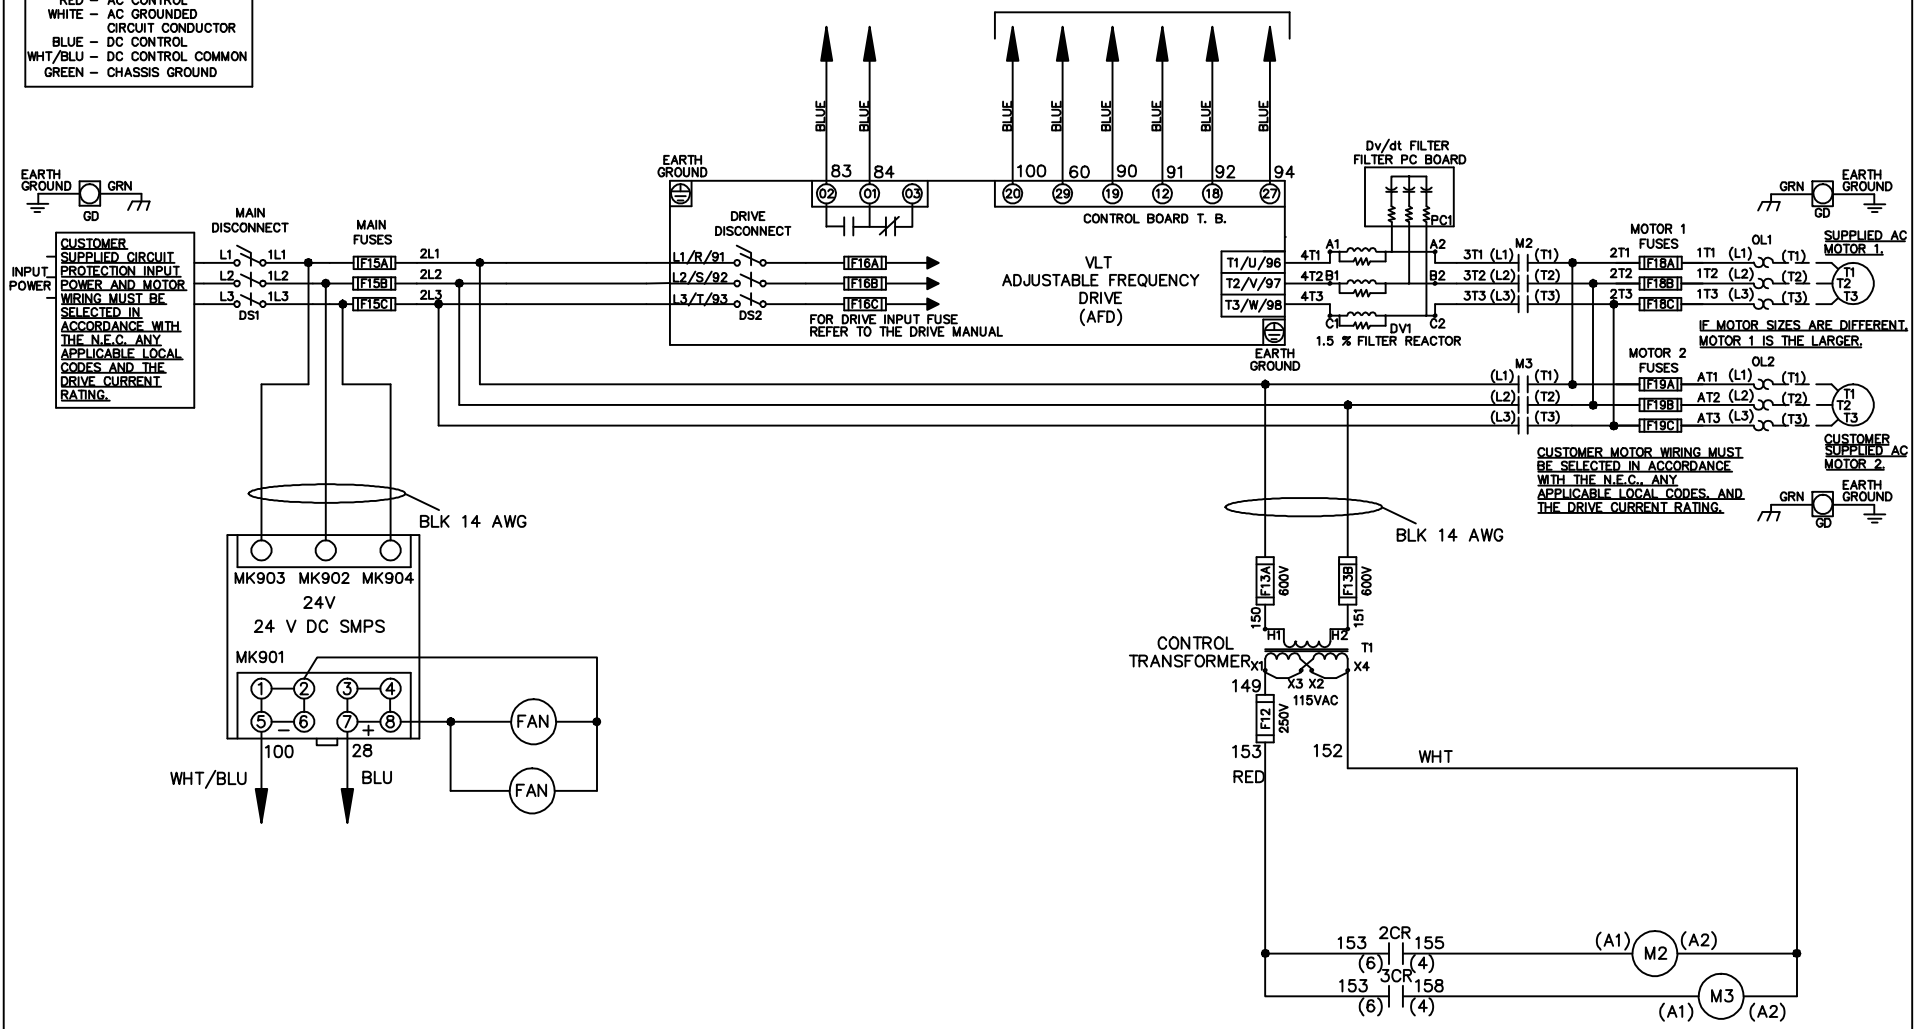 RED – AC CONTROL
WHITE – AC GROUNDED
CIRCUIT CONDUCTOR
BLUE – DC CONTROL
WHT/BLU – DC CONTROL COMMON
GREEN – CHASSIS GROUND
BLUE
BLUE
BLUE
BLUE
BLUE
BLUE
BLUE
BLUE
EARTH
GROUND
83
84
100
60
90
91
92
94
02
01
03
20
29
19
12
18
27
CONTROL BOARD T. B.
Dv/dt FILTER
FILTER PC BOARD
PC1
EARTH
GROUND
GRN
GD
GRN
EARTH
GROUND
GD
MAIN
DISCONNECT
MAIN
FUSES
DRIVE
DISCONNECT
CUSTOMER
SUPPLIED CIRCUIT
PROTECTION INPUT
POWER AND MOTOR
WIRING MUST BE
SELECTED IN
ACCORDANCE WITH
THE N.E.C. ANY
APPLICABLE LOCAL
CODES AND THE
DRIVE CURRENT
RATING.
INPUT
POWER
L1 1L1 F15A 2L1
L2 1L2 F15B 2L2
L3 1L3 F15C 2L3
DS1
L1/R/91 F16A
L2/S/92 F16B
L3/T/93 F16C
DS2
FOR DRIVE INPUT FUSE
REFER TO THE DRIVE MANUAL
VLT
ADJUSTABLE FREQUENCY
DRIVE
(AFD)
T1/U/96 4T1 A1 A2
T2/V/97 4T2 B1 B2
T3/W/98 4T3 C1 C2
DV1
1.5 % FILTER REACTOR
EARTH
GROUND
M2
3T1 (L1) (T1)
3T2 (L2) (T2)
3T3 (L3) (T3)
MOTOR 1
FUSES
OL1
2T1 F18A 1T1 (L1) (T1)
2T2 F18B 1T2 (L2) (T2)
2T3 F18C 1T3 (L3) (T3)
SUPPLIED AC
MOTOR 1.
T1
T2
T3
IF MOTOR SIZES ARE DIFFERENT,
MOTOR 1 IS THE LARGER.
M3
(L1) (T1)
(L2) (T2)
(L3) (T3)
MOTOR 2
FUSES
OL2
F19A AT1 (L1) (T1)
F19B AT2 (L2) (T2)
F19C AT3 (L3) (T3)
T1
T2
T3
CUSTOMER
SUPPLIED AC
MOTOR 2.
CUSTOMER MOTOR WIRING MUST
BE SELECTED IN ACCORDANCE
WITH THE N.E.C., ANY
APPLICABLE LOCAL CODES, AND
THE DRIVE CURRENT RATING.
GRN
EARTH
GROUND
GD
BLK 14 AWG
BLK 14 AWG
MK903 MK902 MK904
24V
24 V DC SMPS
MK901
1 2 3 4
5 – 6 7 + 8
100
28
WHT/BLU
BLU
FAN
FAN
F13A
600V
F13B
600V
150
151
H1
H2
T1
CONTROL
TRANSFORMER
X1
X4
X3 X2
115VAC
149
F12
250V
153
RED
152
WHT
2CR
153 155
(6) (4)
(A1) M2 (A2)
3CR
153 158
(6) (4)
(A1) M3 (A2)